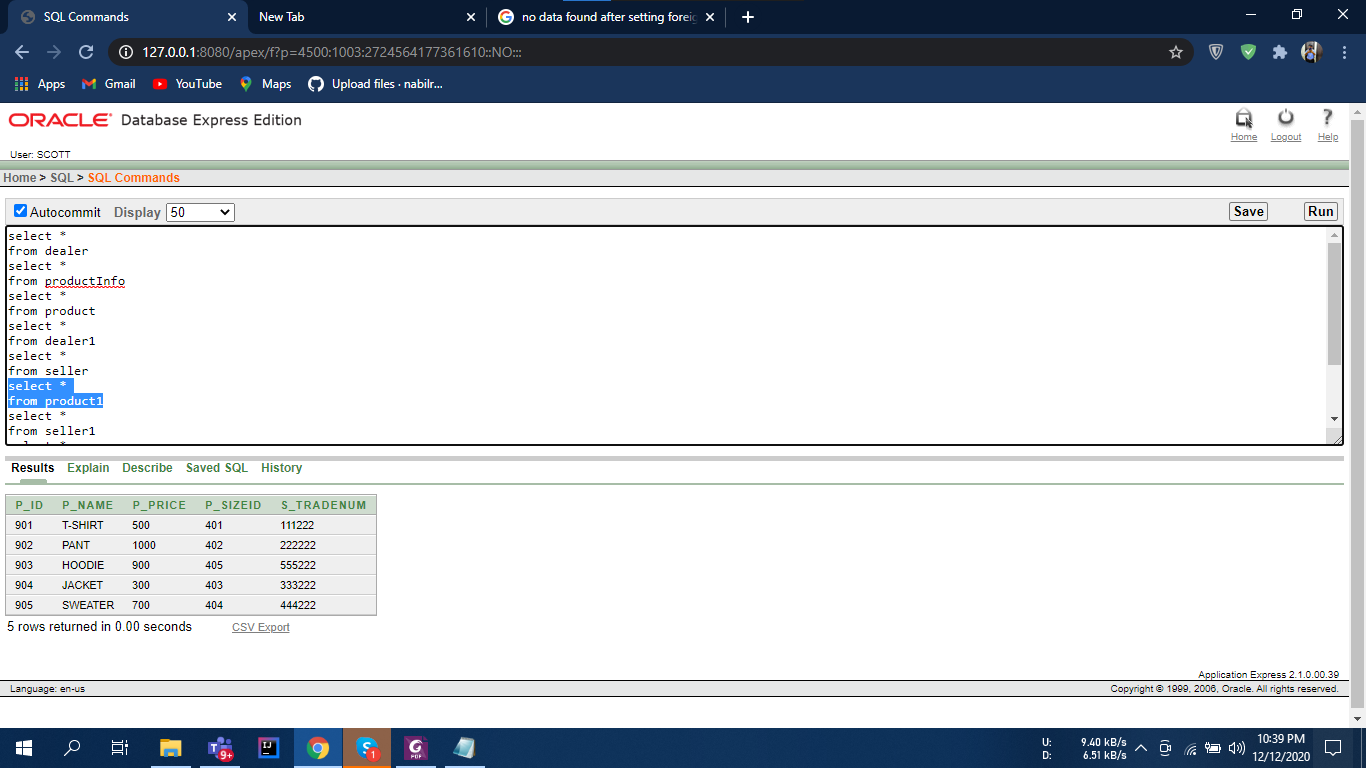 SQL Commands
New Tab
no data found after setting foreig
127.0.0.1:8080/apex/f?p=4500:1003:2724564177361610::NO:::
Apps
Gmail
YouTube
Maps
Upload files · nabilr...
ORACLE Database Express Edition
Home
Logout
Help
User: SCOTT
Home > SQL > SQL Commands
Autocommit
Display
50
Save
Run
select *
from dealer
select *
from productInfo
select *
from product
select *
from dealer1
select *
from seller
select *
from product1
select *
from seller1
Results
Explain
Describe
Saved SQL
History
P_ID P_NAME P_PRICE P_SIZEID S_TRADENUM
901 T-SHIRT 500 401 111222
902 PANT 1000 402 222222
903 HOODIE 900 405 555222
904 JACKET 300 403 333222
905 SWEATER 700 404 444222
5 rows returned in 0.00 seconds
CSV Export
Application Express 2.1.0.00.39
Language: en-us
Copyright © 1999, 2006, Oracle. All rights reserved.
9+
IJ
S
1
G
PDF
U: 9.40 kB/s
D: 6.51 kB/s
10:39 PM
12/12/2020